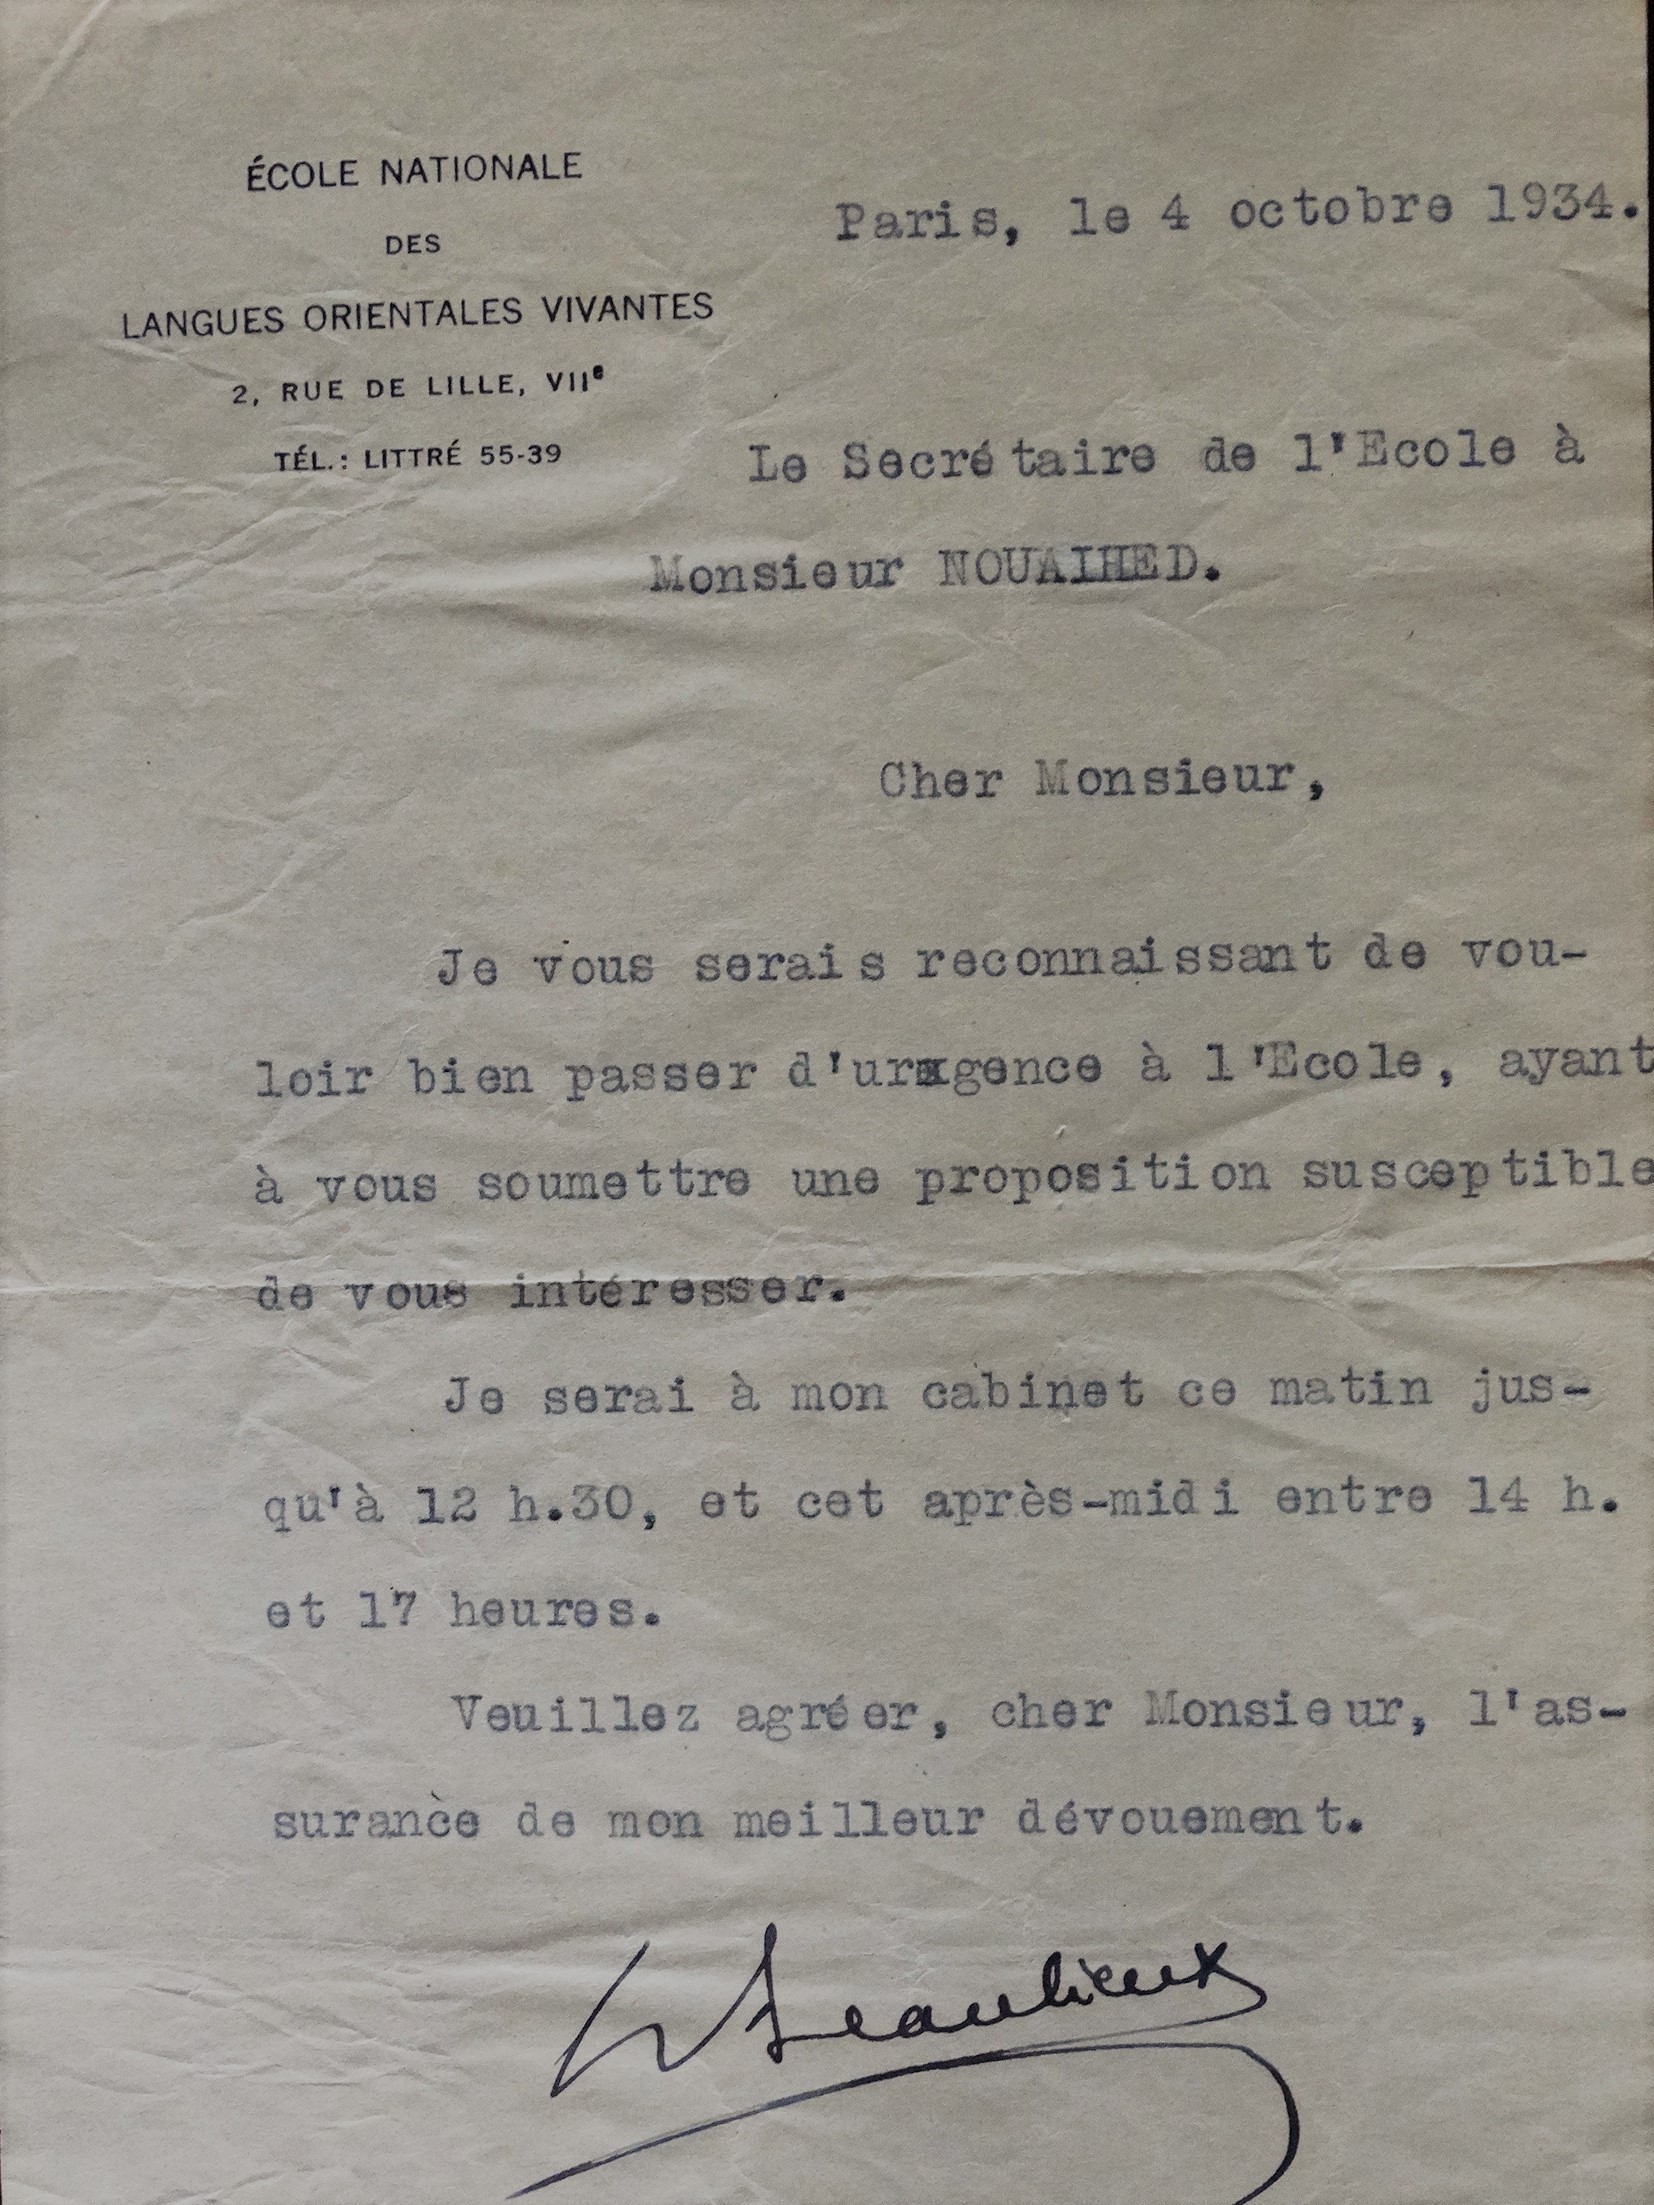 ÉCOLE NATIONALE
DES
LANGUES ORIENTALES VIVANTES
2, RUE DE LILLE, VIIe
TÉL.: LITTRÉ 55-39
Paris, le 4 octobre 1934.
Le Secrétaire de l'Ecole à
Monsieur NOUAIHED.
Cher Monsieur,
Je vous serais reconnaissant de vou-
loir bien passer d'urxgence à l'Ecole, ayant
à vous soumettre une proposition susceptible
de vous intéresser.
Je serai à mon cabinet ce matin jus-
qu'à 12 h.30, et cet après-midi entre 14 h.
et 17 heures.
Veuillez agréer, cher Monsieur, l'as-
surance de mon meilleur dévouement.
Beaulieux